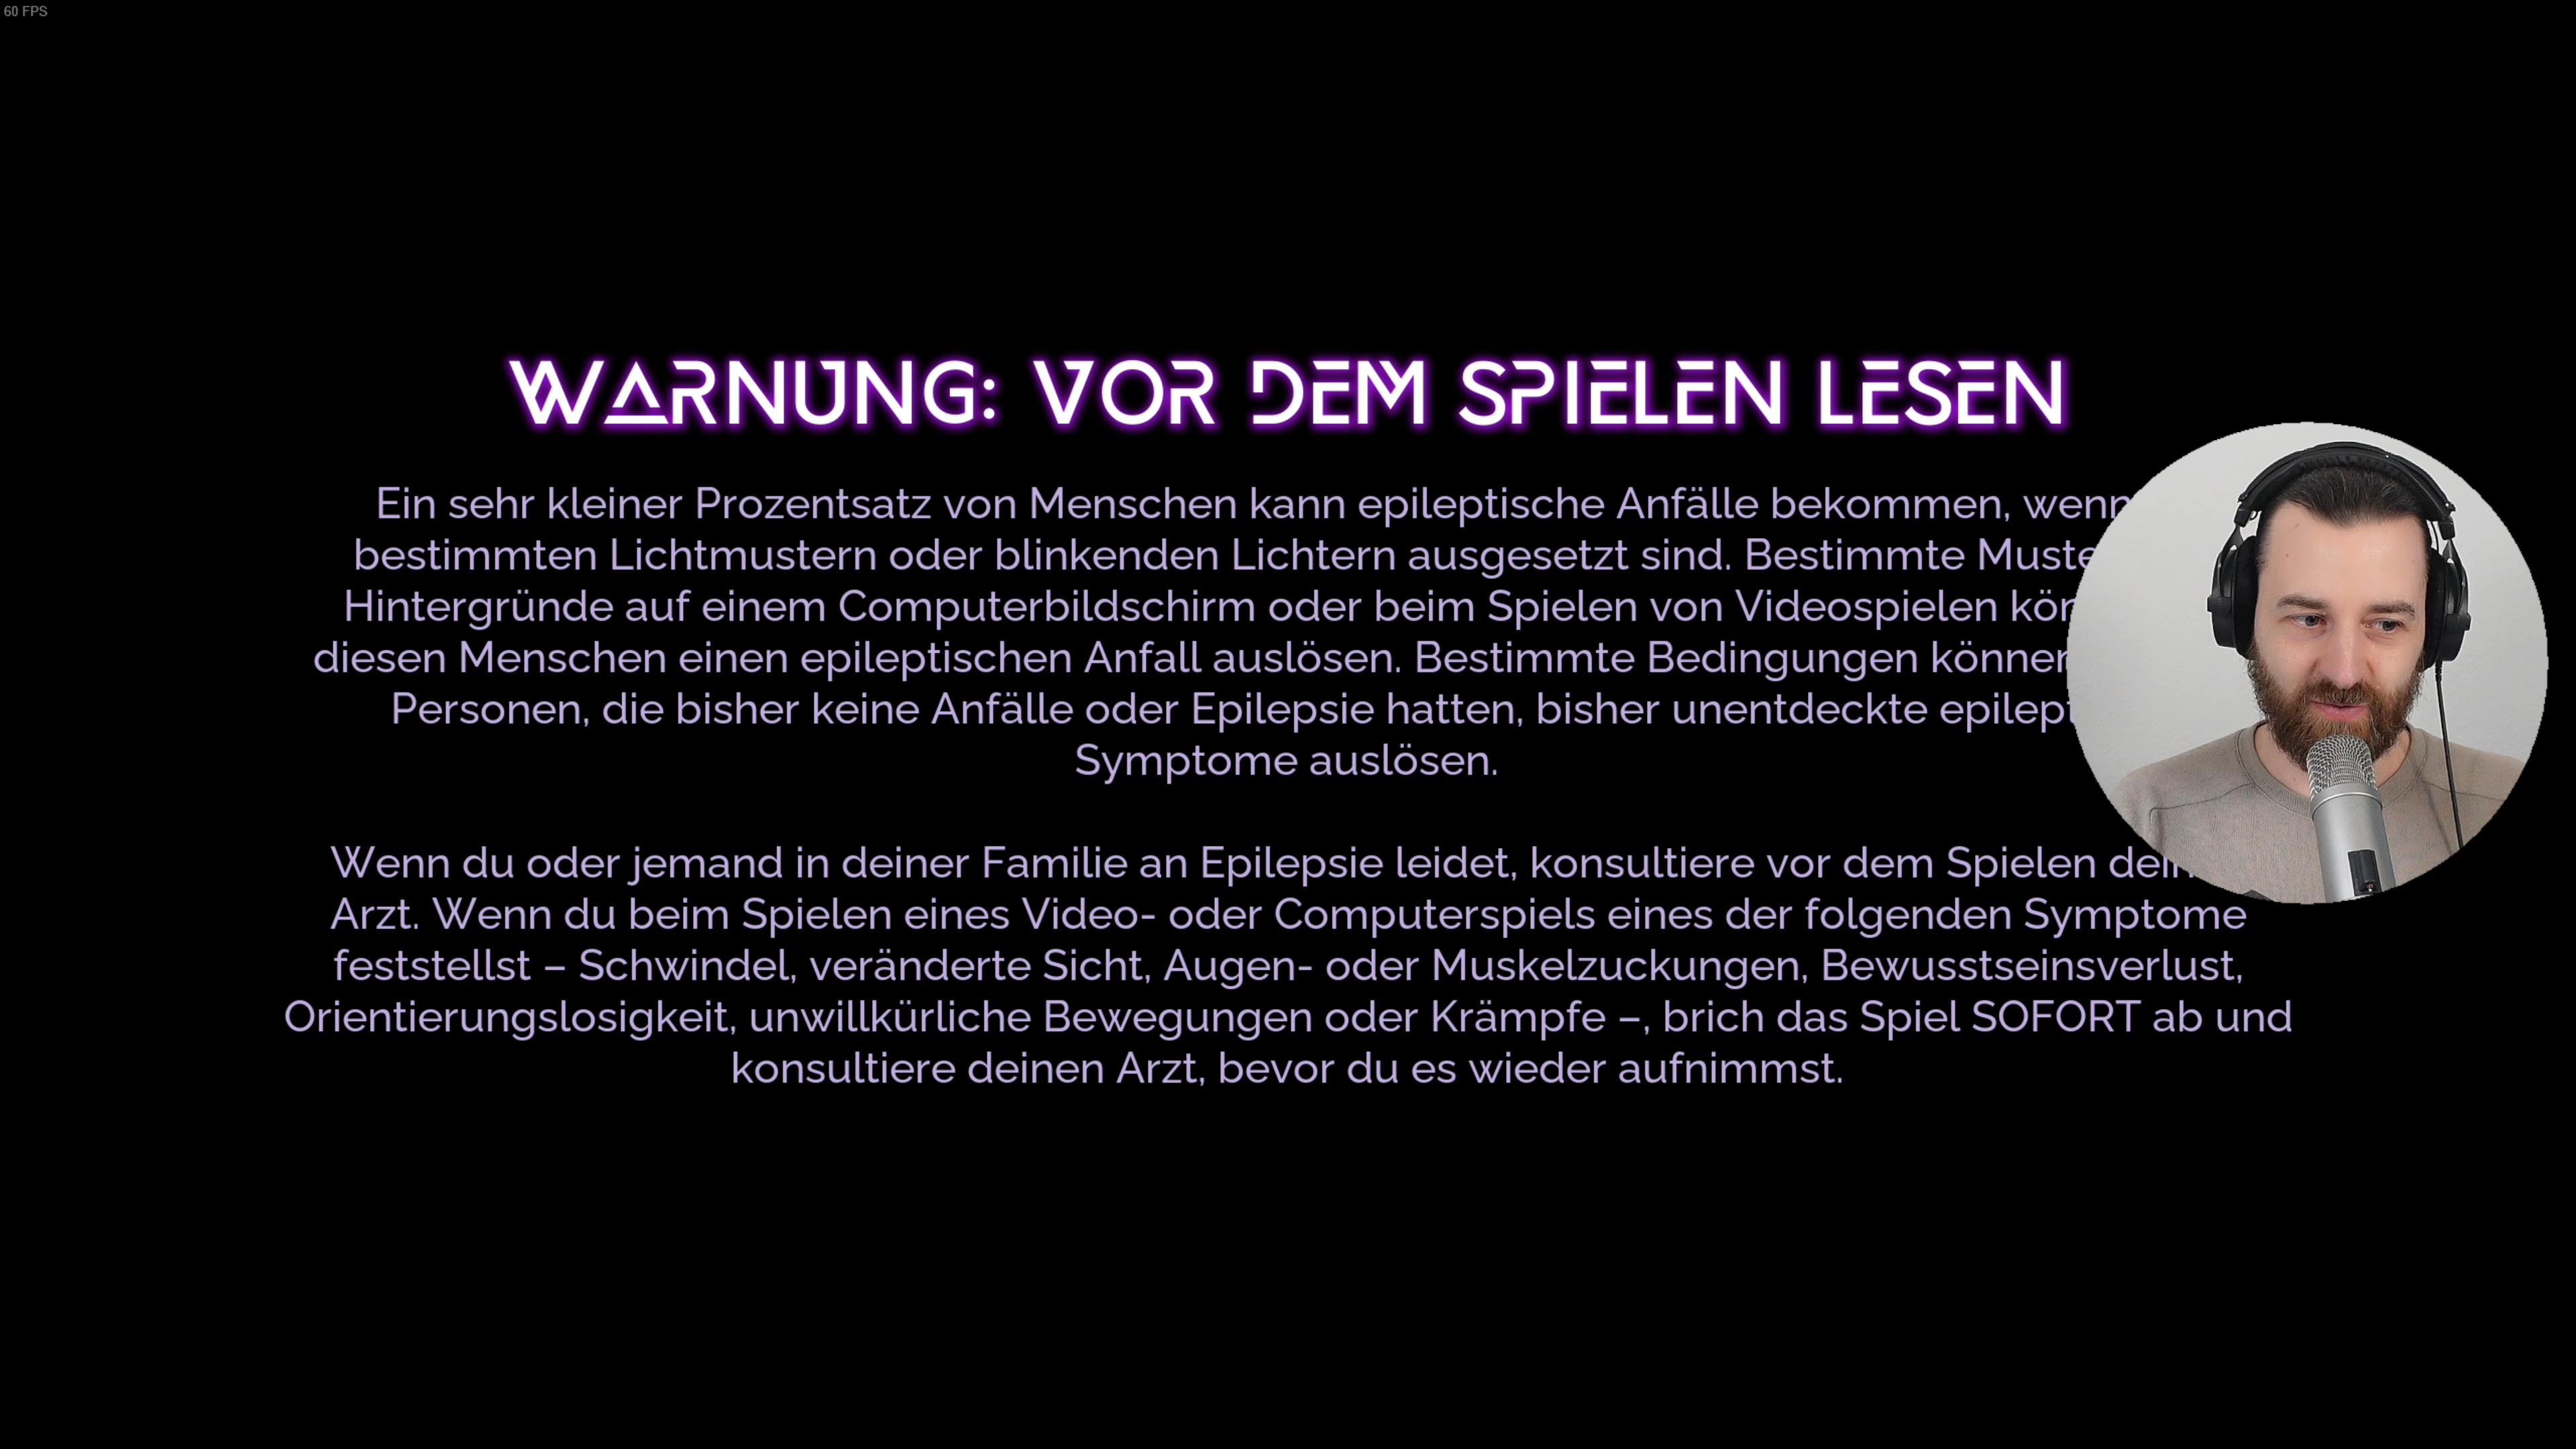 60 FPS
WARNUNG: VOR DEM SPIELEN LESEN
Ein sehr kleiner Prozentsatz von Menschen kann epileptische Anfälle bekommen, wenn
bestimmten Lichtmustern oder blinkenden Lichtern ausgesetzt sind. Bestimmte
Hintergründe auf einem Computerbildschirm oder beim Spielen von Videospielen
diesen Menschen einen epileptischen Anfall auslösen. Bestimmte Bedingungen
Personen, die bisher keine Anfälle oder Epilepsie hatten, bisher unentdeckte
Symptome auslösen.
Wenn du oder jemand in deiner Familie an Epilepsie leidet, konsultiere vor dem Spielen
Arzt. Wenn du beim Spielen eines Video- oder Computerspiels eines der folgenden Symptome
feststellst – Schwindel, veränderte Sicht, Augen- oder Muskelzuckungen, Bewusstseinsverlust,
Orientierungslosigkeit, unwillkürliche Bewegungen oder Krämpfe –, brich das Spiel SOFORT ab und
konsultiere deinen Arzt, bevor du es wieder aufnimmst.